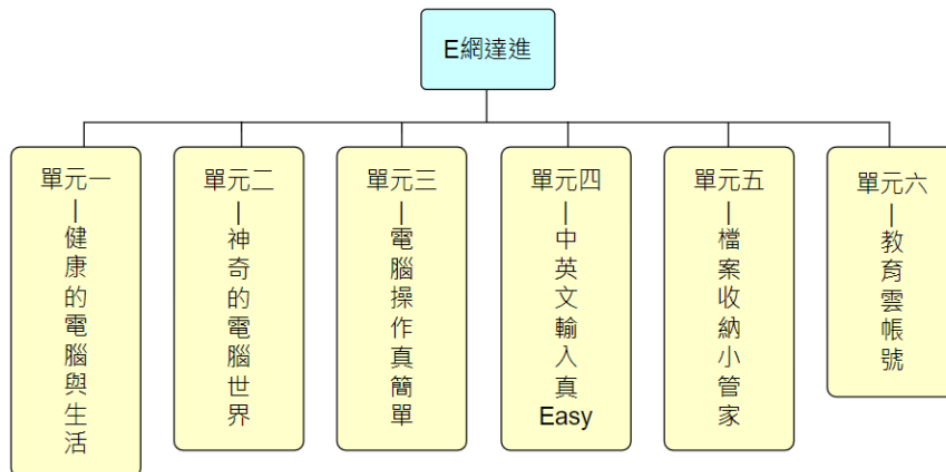 E網達進
單元一|健康的電腦與生活
單元二|神奇的電腦世界
單元三|電腦操作真簡單
單元四|中英文輸入真Easy
單元五|檔案收納小管家
單元六|教育雲帳號